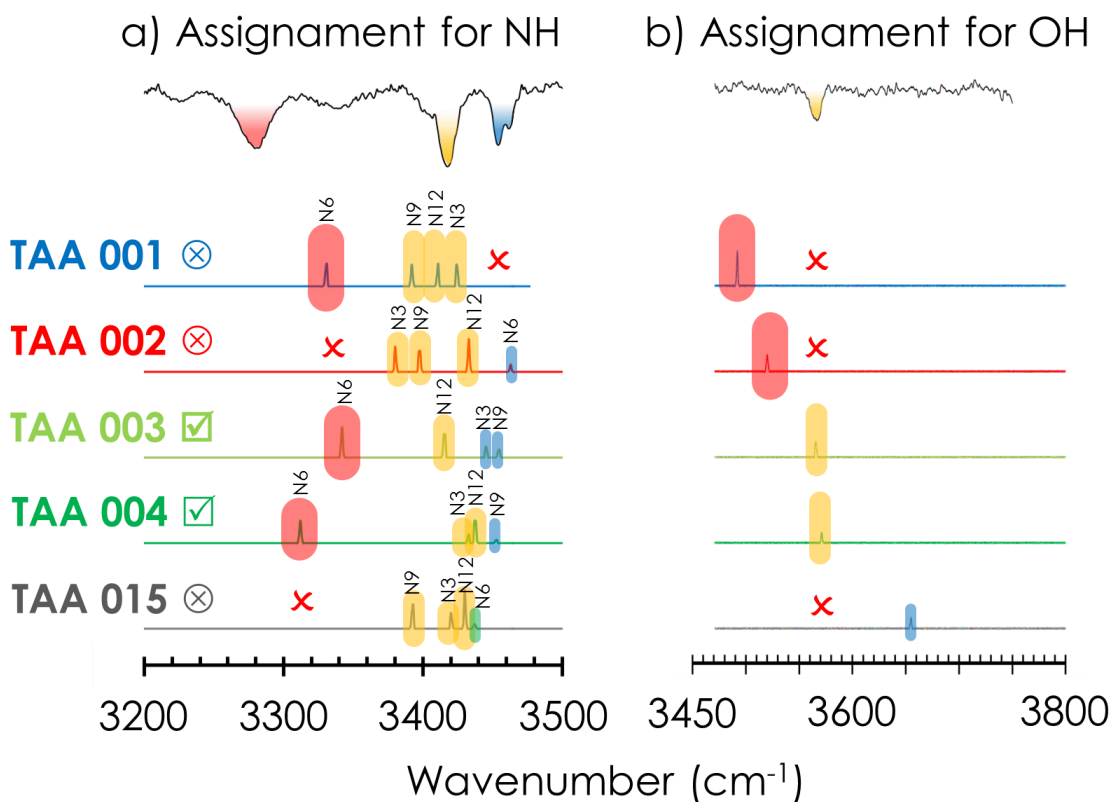 a) Assignament for NH
b) Assignament for OH
N6
N9
N12
N3
TAA 001
N3
N9
N12
N6
TAA 002
N6
N12
N3
N9
TAA 003
N6
N3
N12
N9
TAA 004
N9
N3
N12
N6
TAA 015
3200 3300 3400 3500
3450 3600 3800
Wavenumber (cm-1)